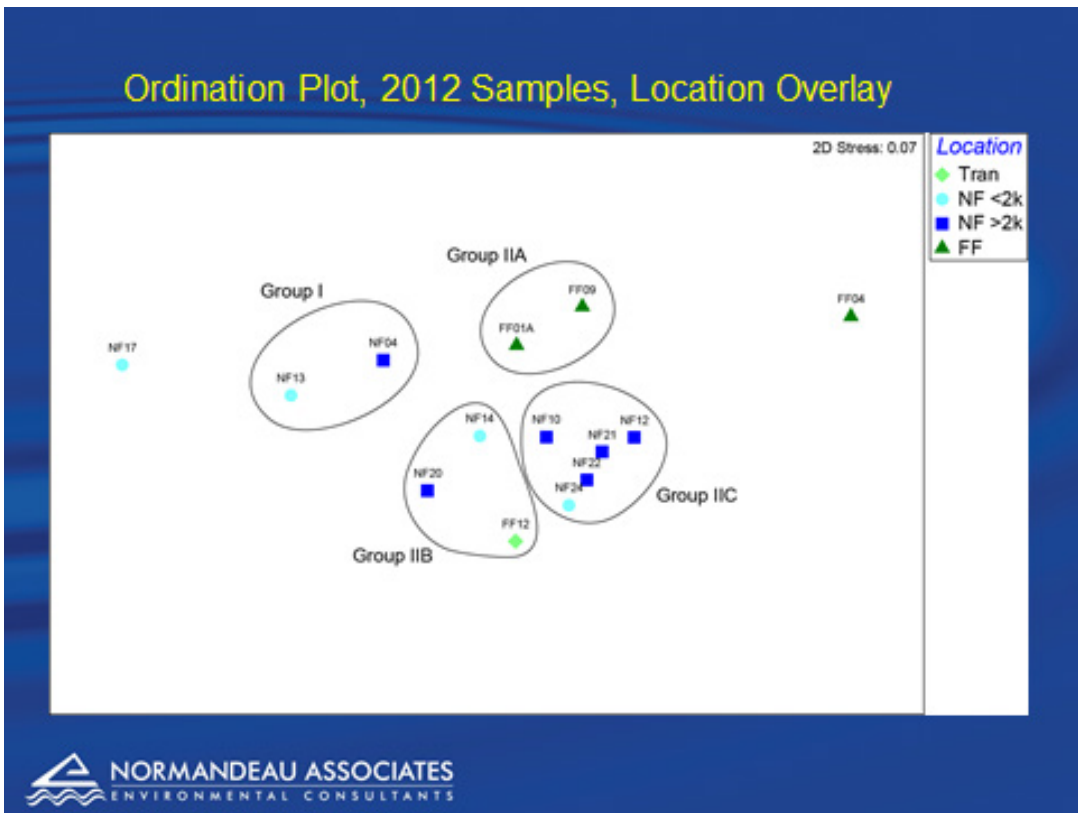 Ordination Plot, 2012 Samples, Location Overlay
2D Stress: 0.07
Location
Tran
NF <2k
NF >2k
FF
Group IIA
Group I
FF09
FF04
FF01A
NF04
NF17
NF13
NF14
NF10
NF12
NF21
NF22
NF20
NF24
Group IIC
FF12
Group IIB
NORMANDEAU ASSOCIATES
ENVIRONMENTAL CONSULTANTS